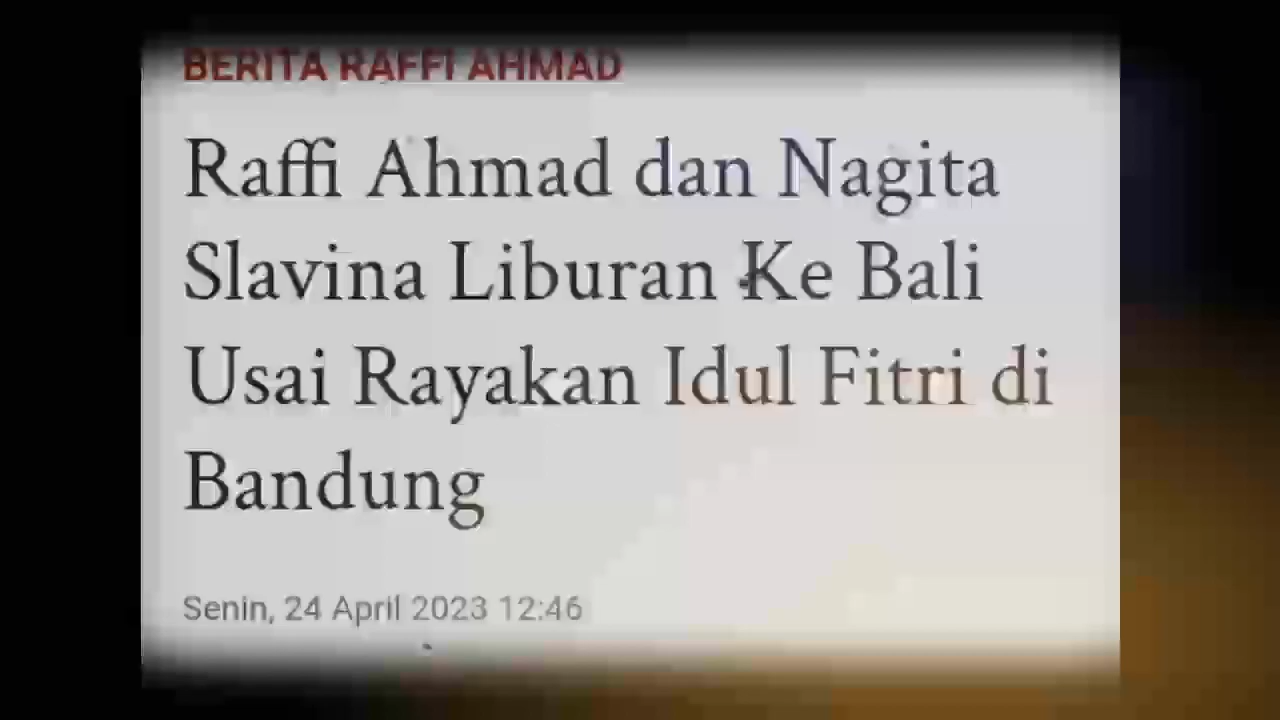 BERITA RAFFI AHMAD
Raffi Ahmad dan Nagita
Slavina Liburan Ke Bali
Usai Rayakan Idul Fitri di
Bandung
Senin, 24 April 2023 12:46